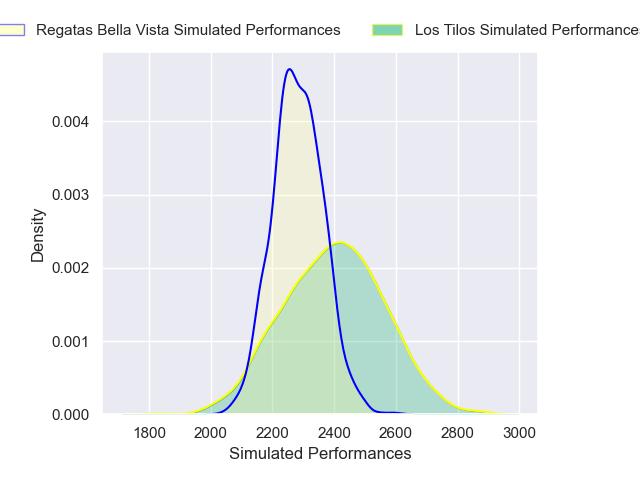 Regatas Bella Vista Simulated Performances
Los Tilos Simulated Performances
0.004
0.003
0.002
0.001
0.000
Density
1800 2000 2200 2400 2600 2800 3000
Simulated Performances